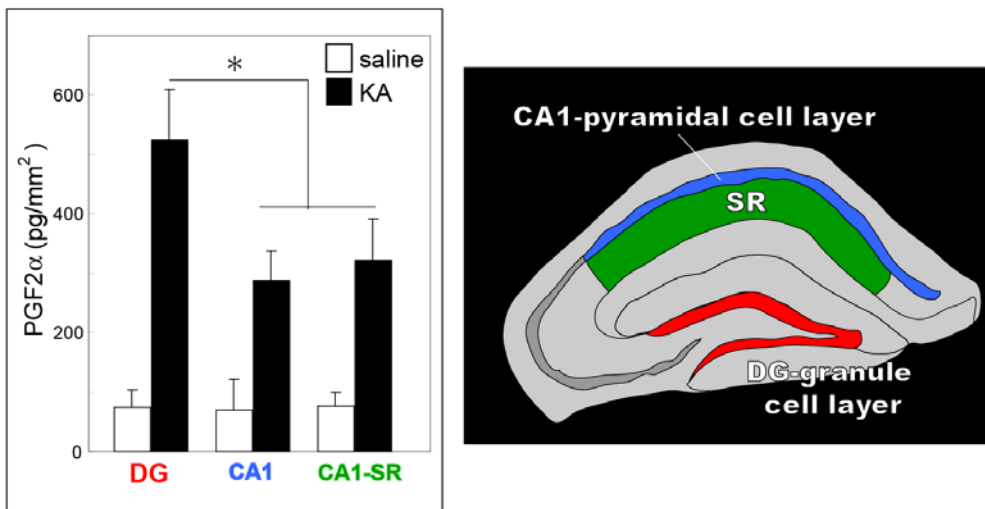 PGF2α (pg/mm²)
600
400
200
0
*
saline
KA
DG
CA1
CA1-SR
CA1-pyramidal cell layer
SR
DG-granule
cell layer